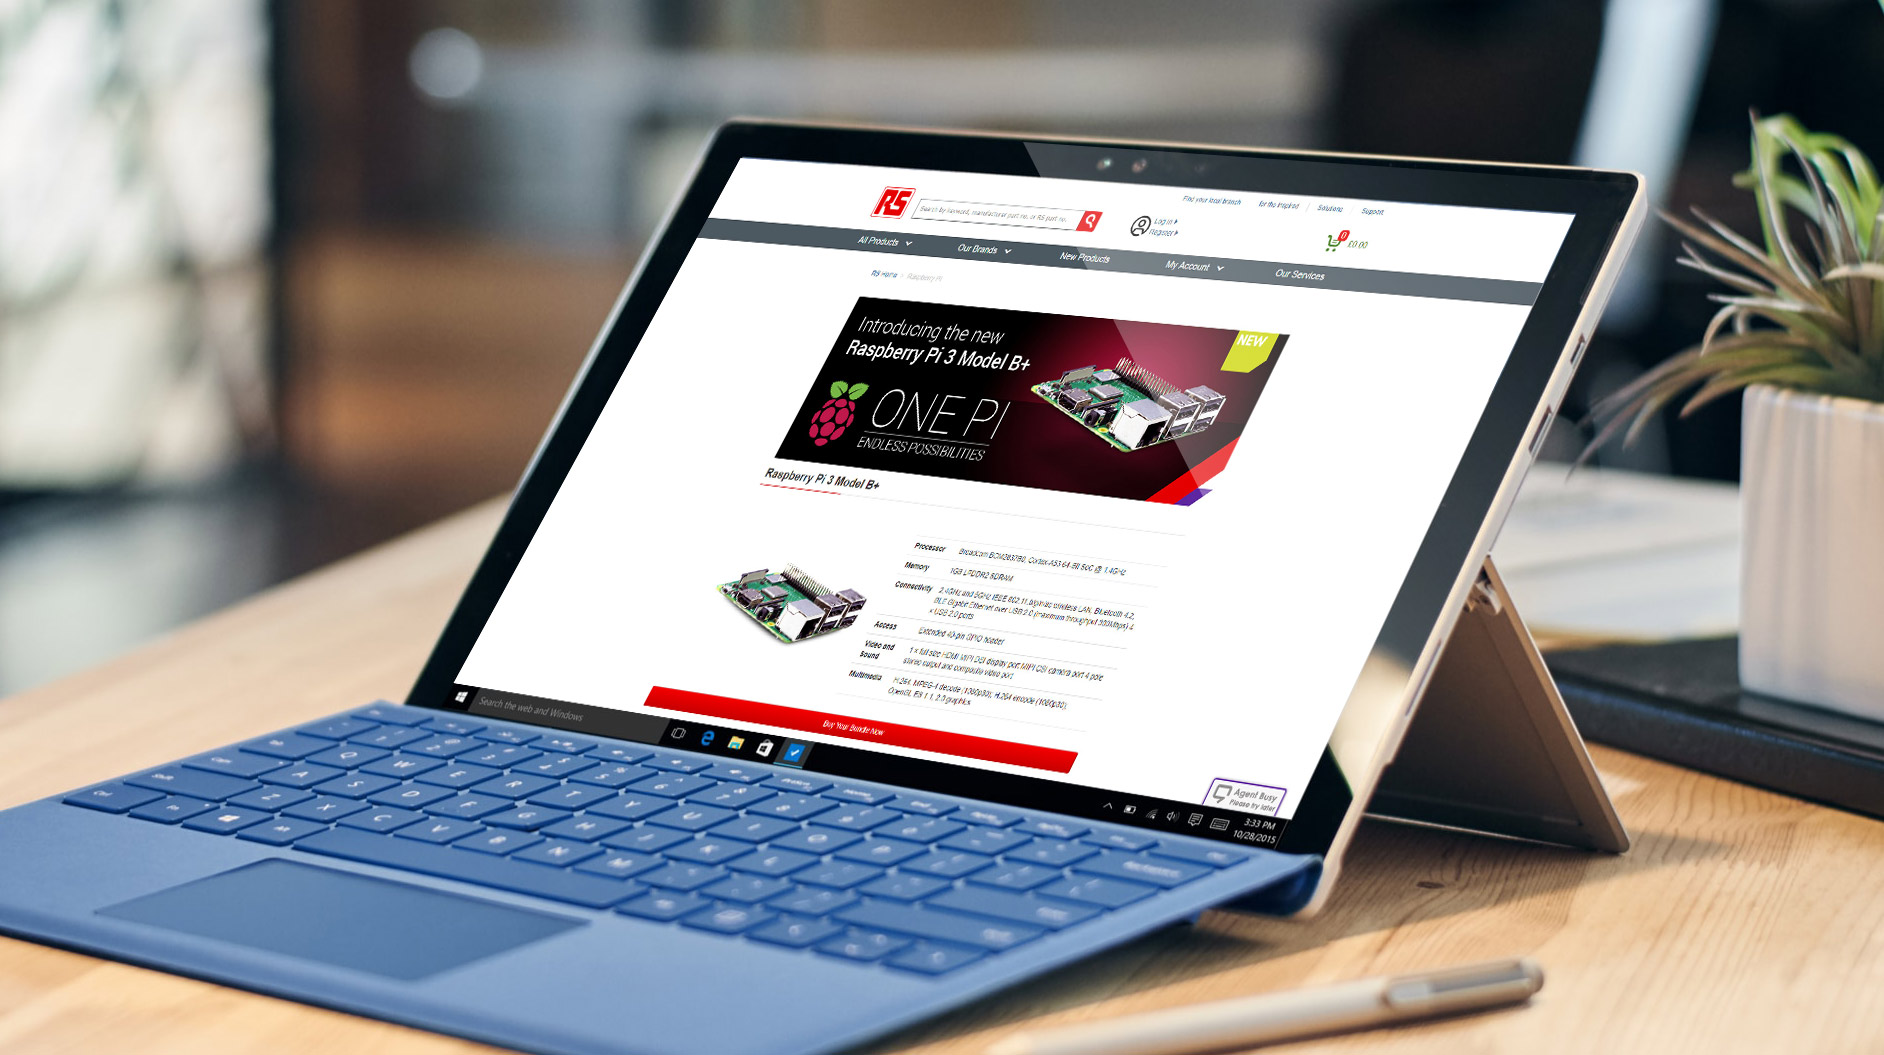 RS
Search by keyword, manufacturer part no. or RS part no.
Log in
Register
Find your local branch
for the inspired
Solutions
Support
0
£0.00
All Products
Our Brands
New Products
My Account
Our Services
RS Home
Raspberry Pi
Introducing the new
Raspberry Pi 3 Model B+
NEW
ONE PI
ENDLESS POSSIBILITIES
Raspberry Pi 3 Model B+
Processor Broadcom BCM2837B0, Cortex-A53 64-Bit SoC @ 1.4GHz
Memory 1GB LPDDR2 SDRAM
Connectivity 2.4GHz and 5GHz IEEE 802.11.b/g/n/ac wireless LAN, Bluetooth 4.2,
BLE Gigabit Ethernet over USB 2.0 (maximum throughput 300Mbps) 4
x USB 2.0 ports
Access Extended 40-pin GPIO header
Video and Sound 1 × full size HDMI MIPI DSI display port MIPI CSI camera port 4 pole
stereo output and composite video port
Multimedia H.264, MPEG-4 decode (1080p30); H.264 encode (1080p30);
OpenGL ES 1.1, 2.0 graphics
Buy Your Bundle Now
Agent Busy
Please try later
Search the web and Windows
3:33 PM
10/28/2015
Q W E R T Y U
A S D F G H J K L
Z X C V B N M